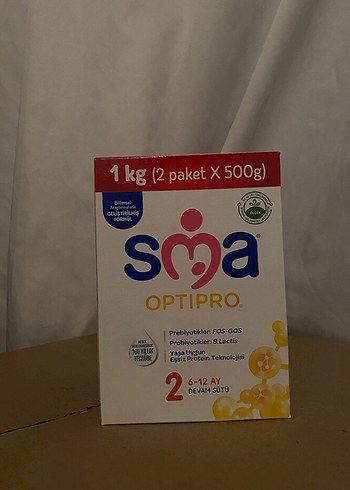 1 kg (2 paket X 500g)
Bilimsel
Araştırmalarla
GELİŞTİRİLMİŞ
FORMÜL
sma
OPTIPRO
Prebiyotikler: FOS-GOS
Probiyotikler: B.Lactis
Yaşa Uygun
Eşsiz Protein Teknolojisi
100 YILLIK
TECRÜBE
2 6-12 AY
DEVAM SÜTÜ